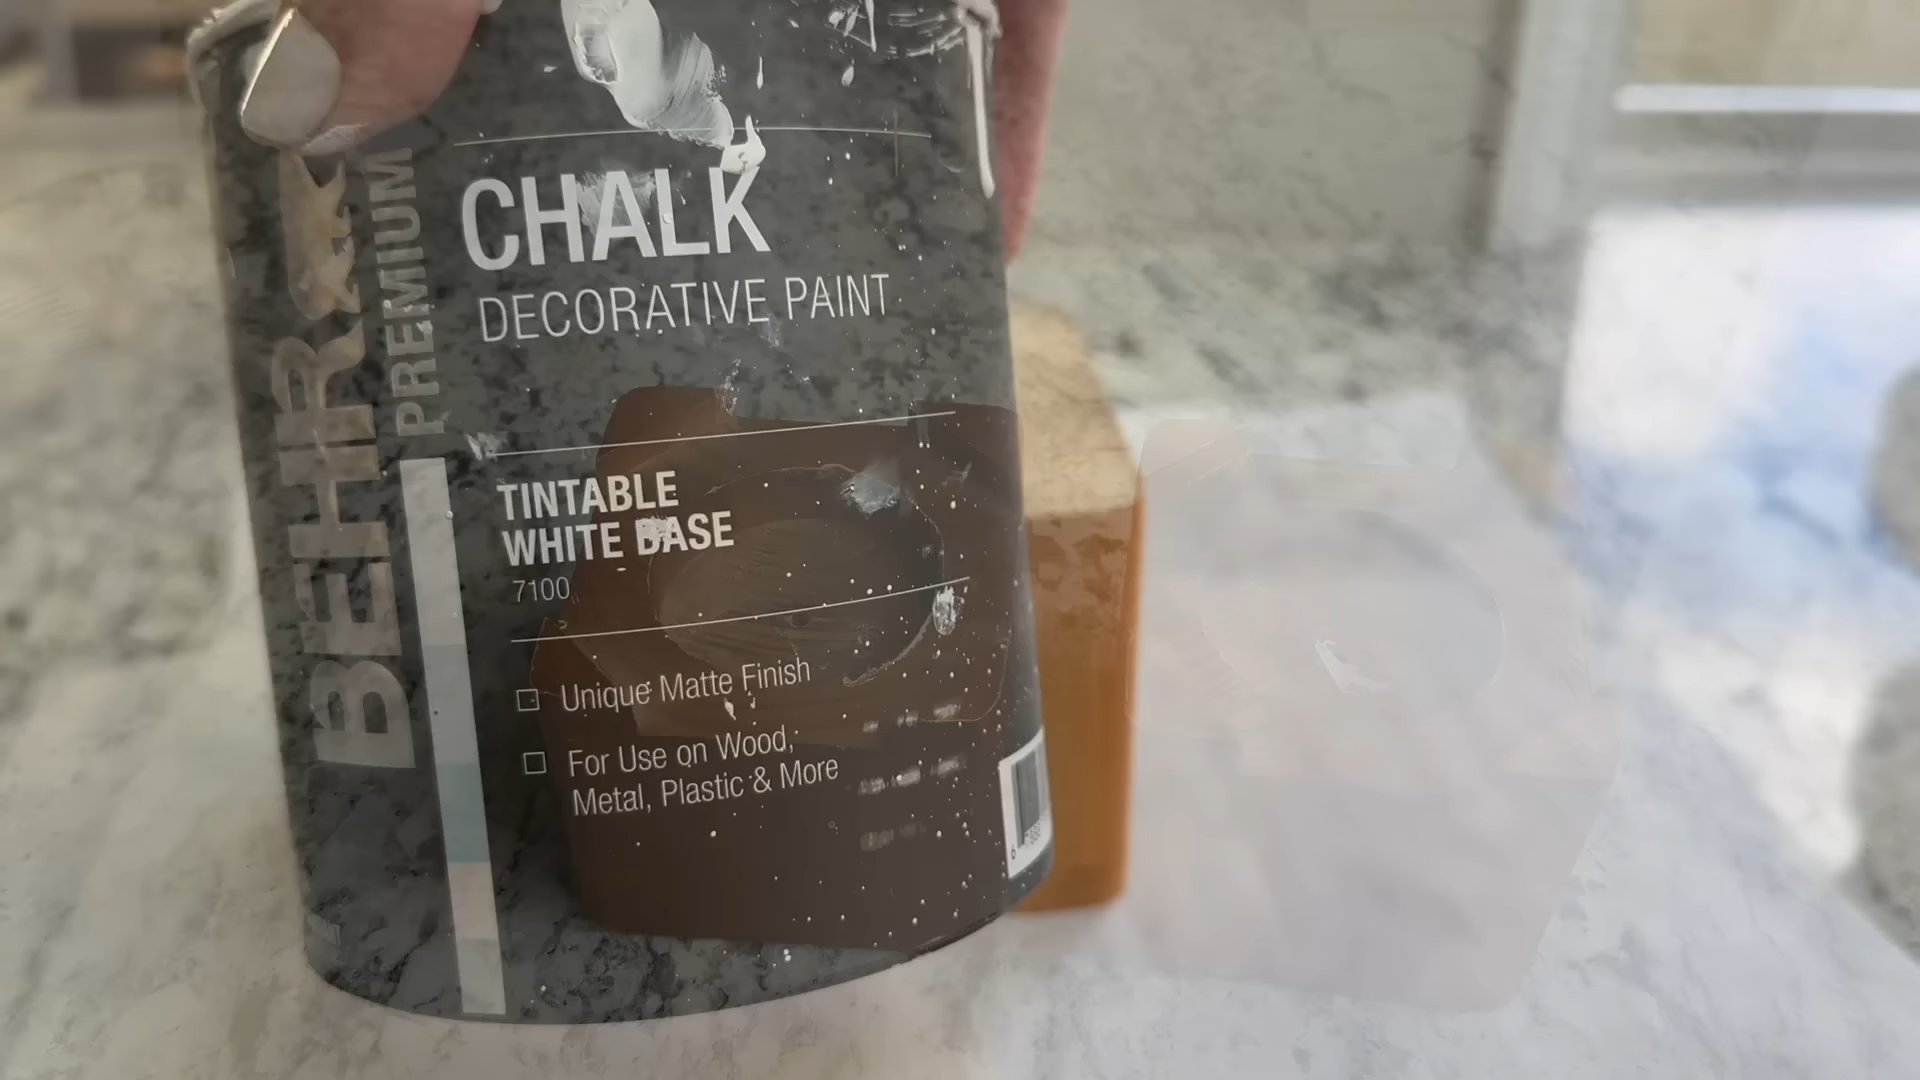 BEHR
PREMIUM
CHALK
DECORATIVE PAINT
TINTABLE
WHITE BASE
7100
Unique Matte Finish
For Use on Wood,
Metal, Plastic & More